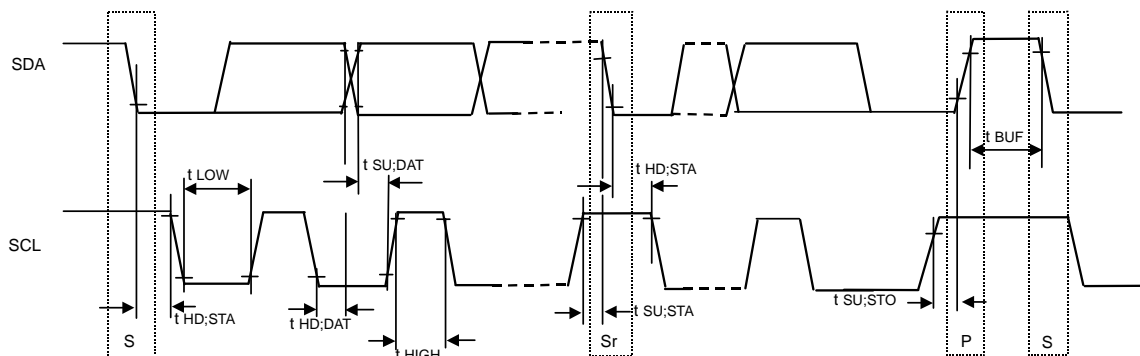 SDA
t BUF
t SU;DAT
t HD;STA
t LOW
SCL
t HD;STA
t HD;DAT
t SU;STA
t SU;STO
S
t HIGH
Sr
P
S